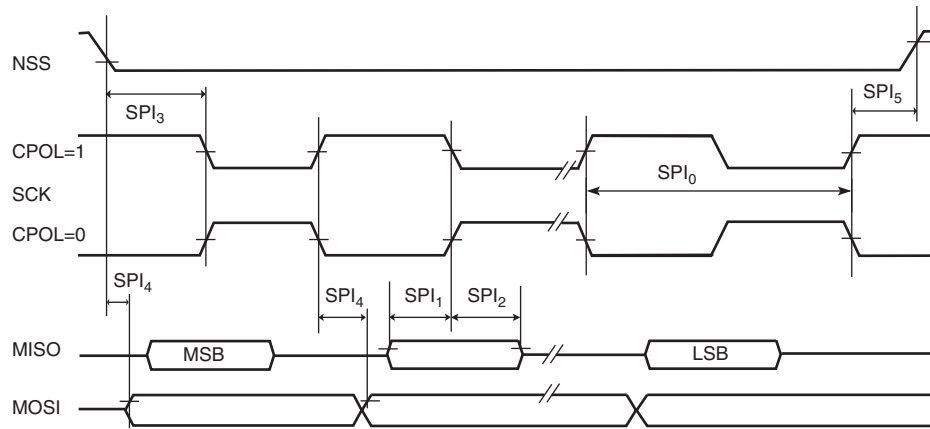 NSS
SPI3
SPI5
CPOL=1
SCK
SPI0
CPOL=0
SPI4
SPI4
SPI1
SPI2
MISO
MSB
LSB
MOSI